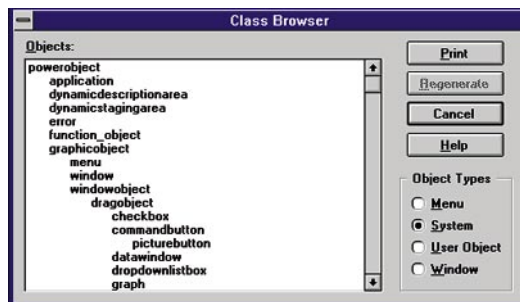 Class Browser
Objects:
powerobject
application
dynamicdescriptionarea
dynamicstagingarea
error
function_object
graphicobject
menu
window
windowobject
dragobject
checkbox
commandbutton
picturebutton
datawindow
dropdownlistbox
graph
Print
Regenerate
Cancel
Help
Object Types
Menu
System
User Object
Window